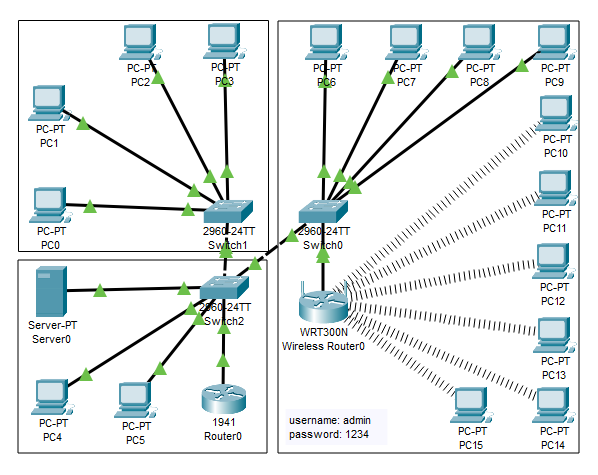 PC-PT
PC2
PC-PT
PC3
PC-PT
PC1
PC-PT
PC0
2960-24TT
Switch1
PC-PT
PC6
PC-PT
PC7
PC-PT
PC8
PC-PT
PC9
PC-PT
PC10
PC-PT
PC11
PC-PT
PC12
PC-PT
PC13
PC-PT
PC14
PC-PT
PC15
2960-24TT
Switch0
WRT300N
Wireless Router0
2960-24TT
Switch2
Server-PT
Server0
PC-PT
PC4
PC-PT
PC5
1941
Router0
username: admin
password: 1234